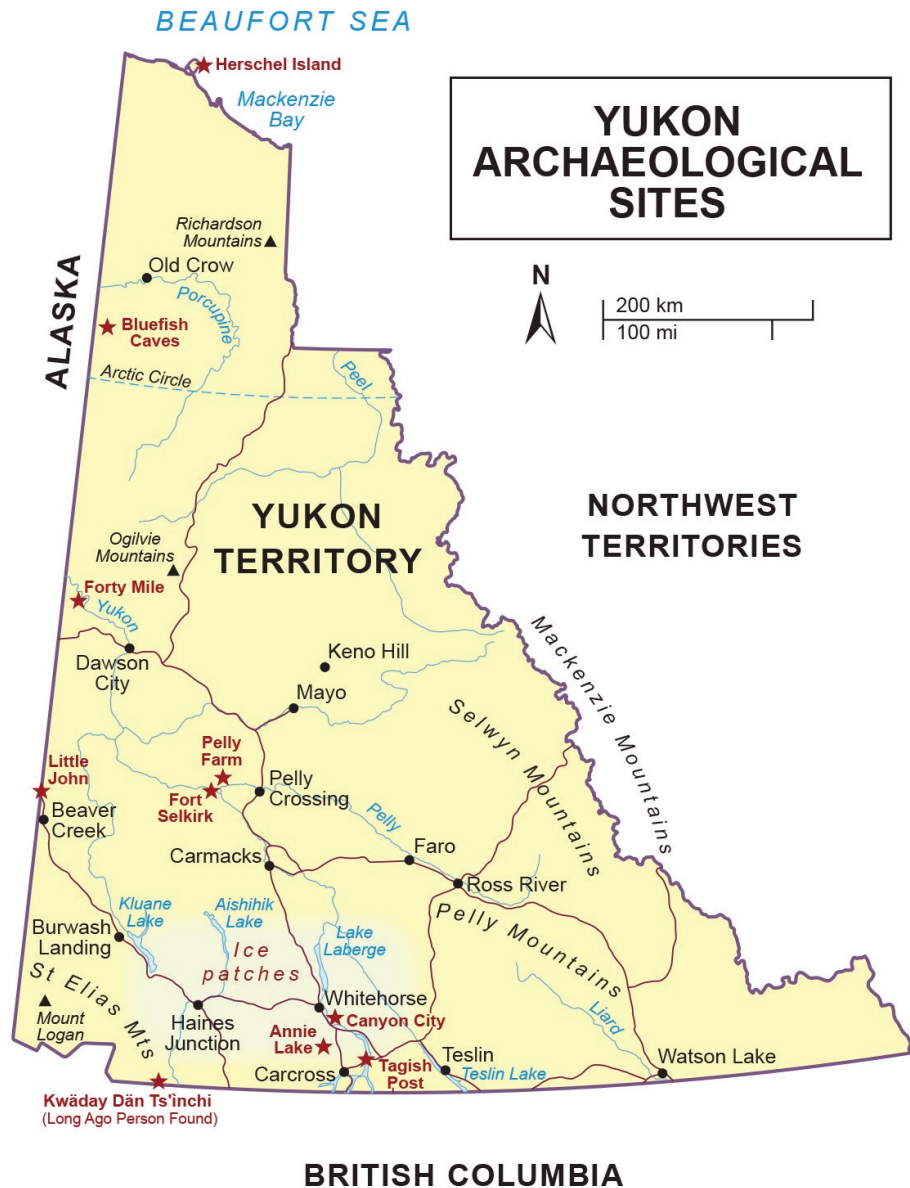 BEAUFORT SEA
Herschel Island
Mackenzie
Bay
YUKON
ARCHAEOLOGICAL
SITES
Richardson
Mountains
Old Crow
Porcupine
ALASKA
Bluefish
Caves
N
200 km
100 mi
Arctic Circle
Peel
YUKON
TERRITORY
NORTHWEST
TERRITORIES
Ogilvie
Mountains
Forty Mile
Yukon
Dawson
City
Keno Hill
Mayo
Mackenzie Mountains
Selwyn Mountains
Little
John
Pelly
Farm
Fort
Selkirk
Pelly
Crossing
Beaver
Creek
Pelly
Carmacks
Faro
Ross River
Kluane
Lake
Aishihik
Lake
Lake
Laberge
Burwash
Landing
Ice
patches
Pelly Mountains
St Elias Mts
Mount
Logan
Whitehorse
Canyon City
Haines
Junction
Annie
Lake
Liard
Carcross
Tagish
Post
Teslin
Teslin Lake
Watson Lake
Kwäday Dän Ts'inchi
(Long Ago Person Found)
BRITISH COLUMBIA